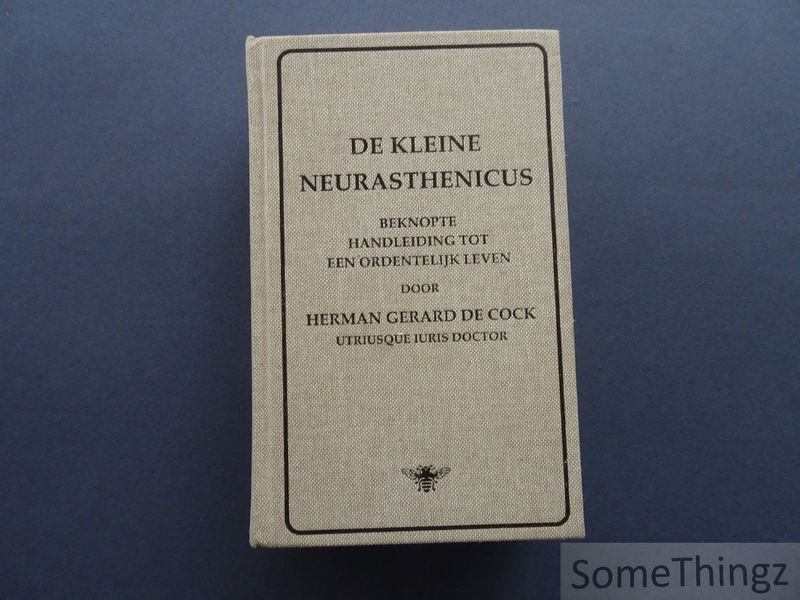 DE KLEINE
NEURASTHENICUS
BEKNOPTE
HANDLEIDING TOT
EEN ORDENTELIJK LEVEN
DOOR
HERMAN GERARD DE COCK
UTRIUSQUE IURIS DOCTOR
SomeThingz